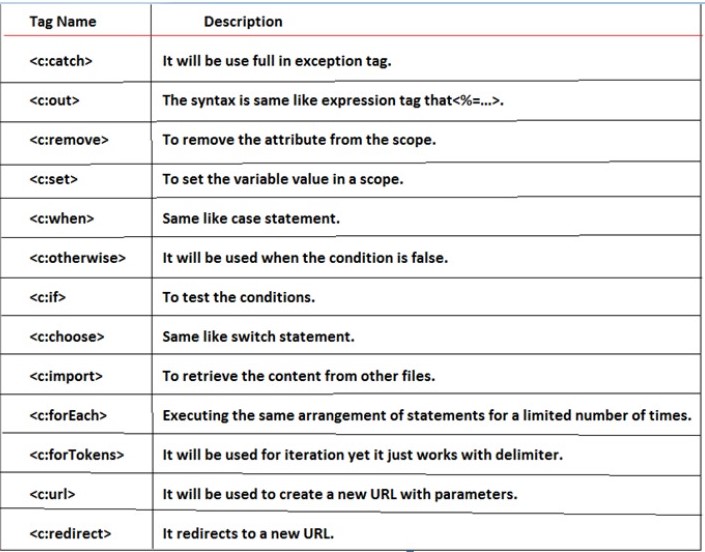 Tag Name Description
<c:catch> It will be use full in exception tag.
<c:out> The syntax is same like expression tag that<%=...>.
<c:remove> To remove the attribute from the scope.
<c:set> To set the variable value in a scope.
<c:when> Same like case statement.
<c:otherwise> It will be used when the condition is false.
<c:if> To test the conditions.
<c:choose> Same like switch statement.
<c:import> To retrieve the content from other files.
<c:forEach> Executing the same arrangement of statements for a limited number of times.
<c:forTokens> It will be used for iteration yet it just works with delimiter.
<c:url> It will be used to create a new URL with parameters.
<c:redirect> It redirects to a new URL.